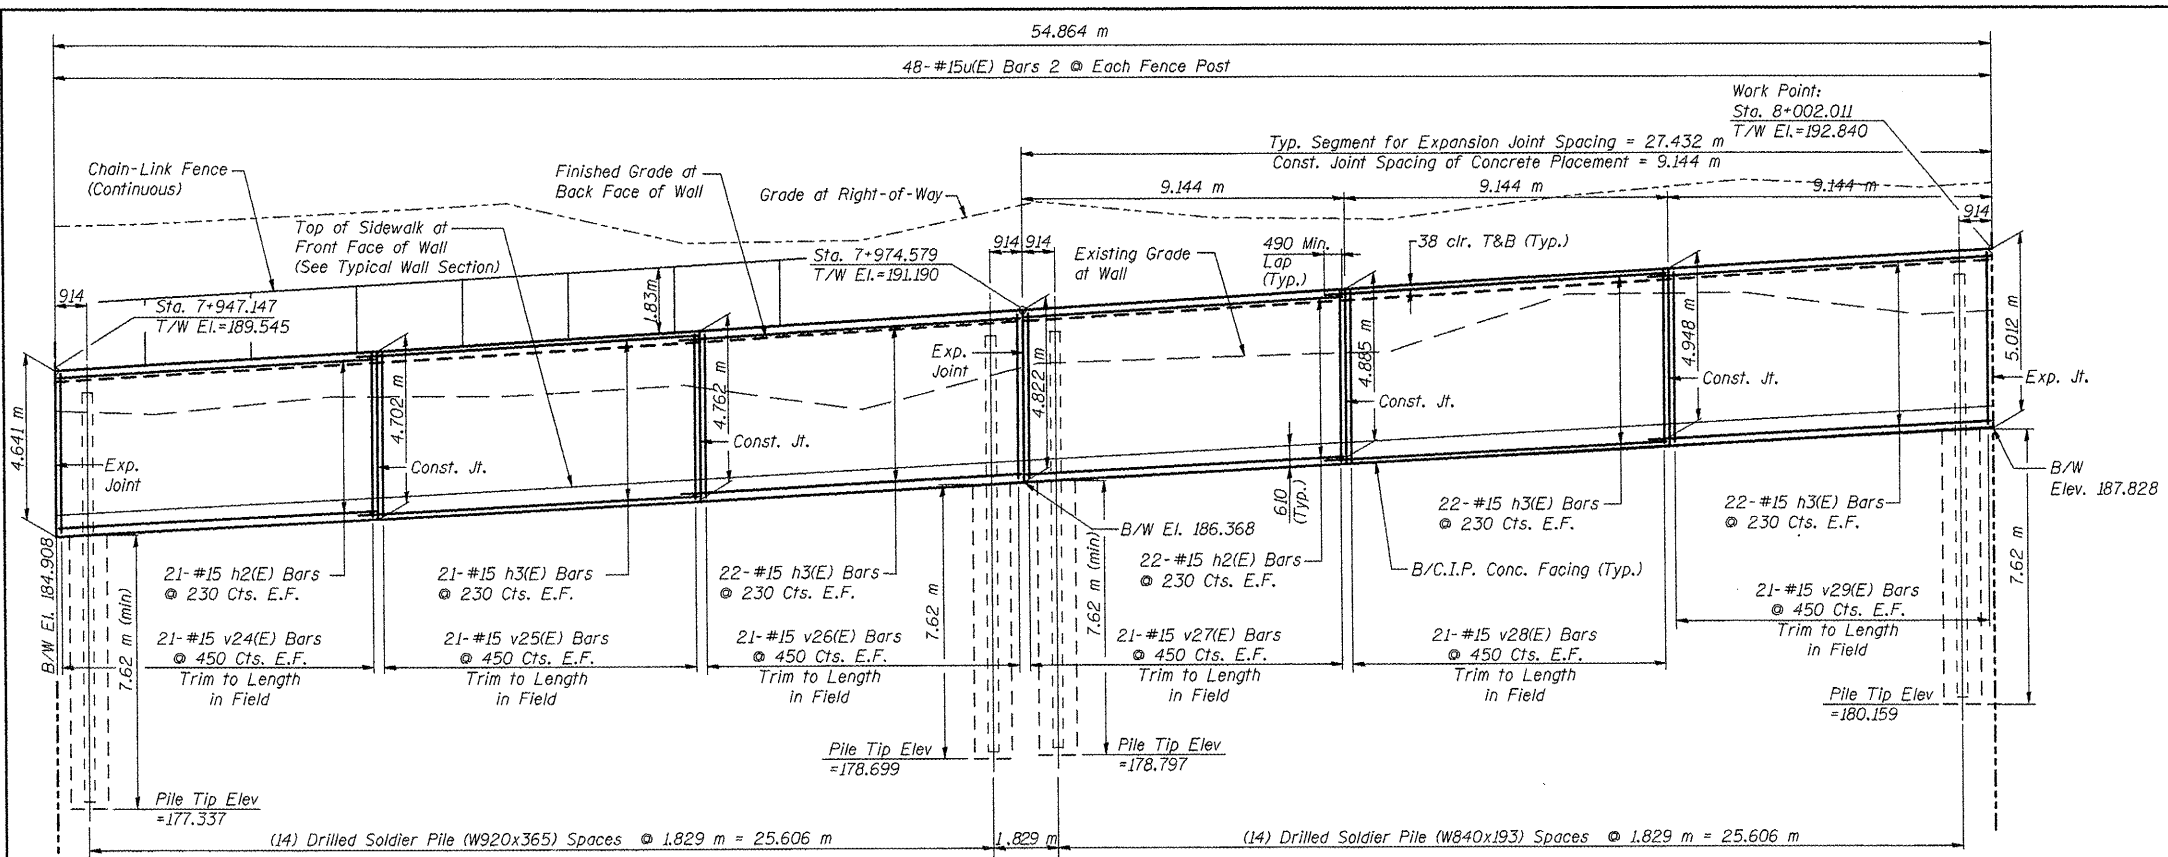 54.864 m
48-#15u(E) Bars 2 @ Each Fence Post
Work Point:
Sta. 8+002.011
T/W El.=192.840
Typ. Segment for Expansion Joint Spacing = 27.432 m
Const. Joint Spacing of Concrete Placement = 9.144 m
Chain-Link Fence
(Continuous)
Finished Grade at
Back Face of Wall
Grade at Right-of-Way
9.144 m
9.144 m
9.144 m
914
Top of Sidewalk at
Front Face of Wall
(See Typical Wall Section)
914
914
Sta. 7+974.579
T/W El.=191.190
Existing Grade
at Wall
490 Min.
Lap
(Typ.)
38 clr. T&B (Typ.)
914
Sta. 7+947.147
T/W El.=189.545
1.83m
4.641 m
4.702 m
4.762 m
Exp.
Joint
4.822 m
4.885 m
4.948 m
5.012 m
Const. Jt.
Exp. Jt.
Const. Jt.
Const. Jt.
Const. Jt.
Exp.
Joint
B/W
Elev. 187.828
610
(Typ.)
B/W El. 186.368
B/W El. 184.908
7.62 m (min)
21-#15 h2(E) Bars
@ 230 Cts. E.F.
21-#15 h3(E) Bars
@ 230 Cts. E.F.
22-#15 h3(E) Bars
@ 230 Cts. E.F.
7.62 m
7.62 m (min)
22-#15 h2(E) Bars
@ 230 Cts. E.F.
B/C.I.P. Conc. Facing (Typ.)
22-#15 h3(E) Bars
@ 230 Cts. E.F.
22-#15 h3(E) Bars
@ 230 Cts. E.F.
7.62 m
21-#15 v24(E) Bars
@ 450 Cts. E.F.
Trim to Length
in Field
21-#15 v25(E) Bars
@ 450 Cts. E.F.
Trim to Length
in Field
21-#15 v26(E) Bars
@ 450 Cts. E.F.
Trim to Length
in Field
21-#15 v27(E) Bars
@ 450 Cts. E.F.
Trim to Length
in Field
21-#15 v28(E) Bars
@ 450 Cts. E.F.
Trim to Length
in Field
21-#15 v29(E) Bars
@ 450 Cts. E.F.
Trim to Length
in Field
Pile Tip Elev
=177.337
Pile Tip Elev
=178.699
Pile Tip Elev
=178.797
Pile Tip Elev
=180.159
(14) Drilled Soldier Pile (W920x365) Spaces @ 1.829 m = 25.606 m
1.829 m
(14) Drilled Soldier Pile (W840x193) Spaces @ 1.829 m = 25.606 m